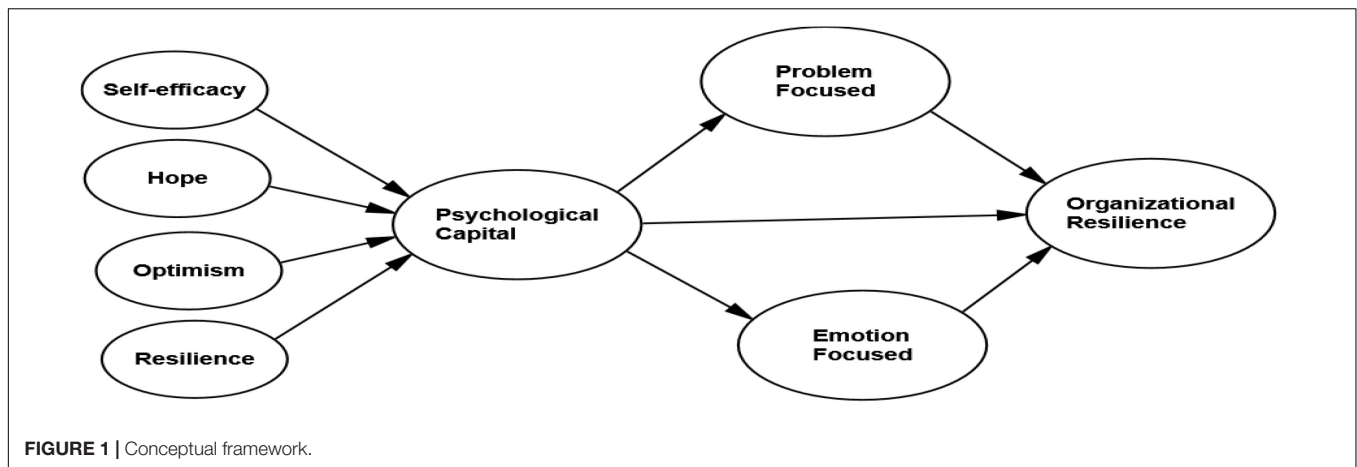 Self-efficacy
Hope
Optimism
Resilience
Psychological
Capital
Problem
Focused
Emotion
Focused
Organizational
Resilience
FIGURE 1 | Conceptual framework.